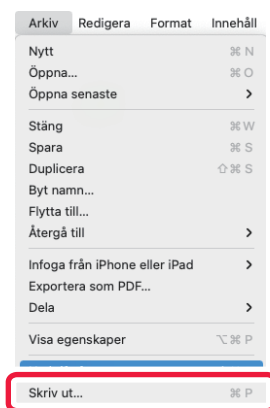 Arkiv Redigera Format Innehåll
Nytt ⌘ N
Öppna... ⌘ O
Öppna senaste >
Stäng ⌘ W
Spara ⌘ S
Duplicera ⇧ ⌘ S
Byt namn...
Flytta till...
Återgå till >
Infoga från iPhone eller iPad >
Exportera som PDF...
Dela >
Visa egenskaper ⌥ ⌘ P
Skriv ut... ⌘ P